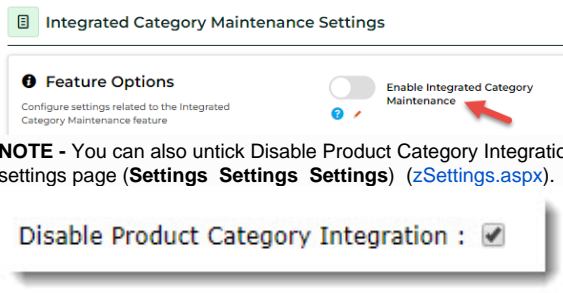 Integrated Category Maintenance Settings
Feature Options
Configure settings related to the Integrated
Category Maintenance feature
Enable Integrated Category
Maintenance
NOTE - You can also untick Disable Product Category Integratio
settings page (Settings Settings Settings) (zSettings.aspx).
Disable Product Category Integration :